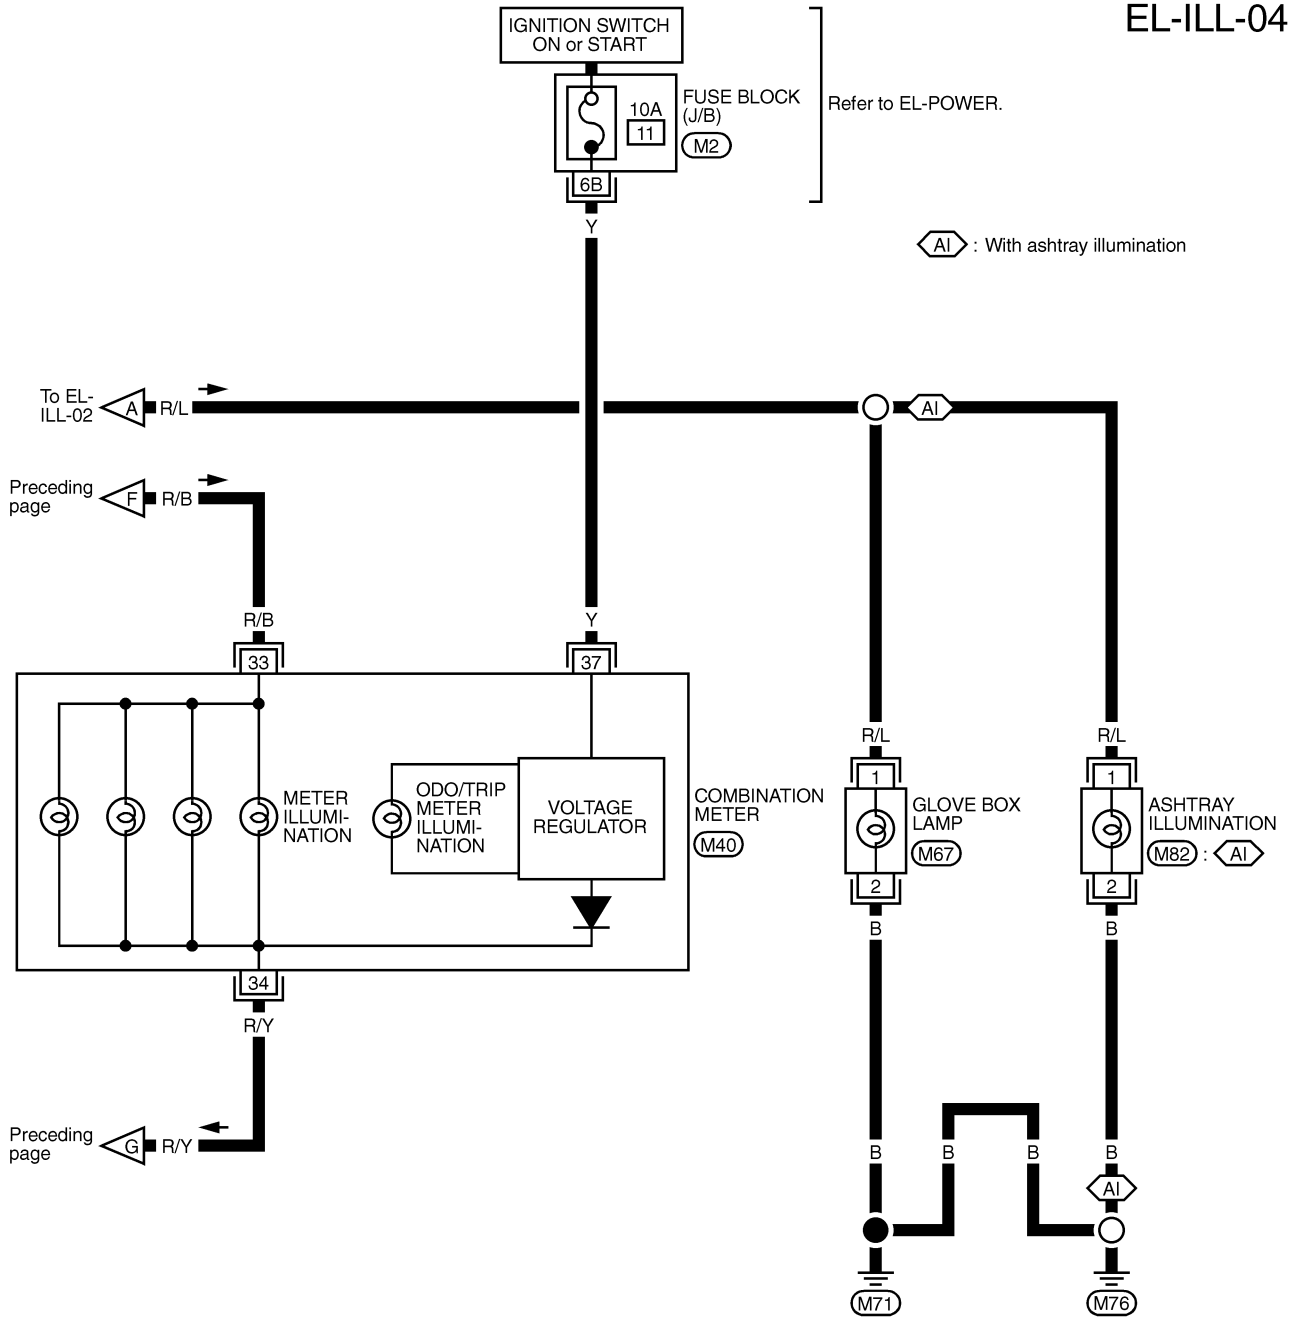 EL-ILL-04
IGNITION SWITCH
ON or START
FUSE BLOCK
(J/B)
10A
11
M2
Refer to EL-POWER.
6B
Y
AI : With ashtray illumination
To EL-
ILL-02
A
R/L
AI
Preceding
page
F
R/B
R/B
Y
33
37
R/L
R/L
1
1
METER
ILLUMI-
NATION
ODO/TRIP
METER
ILLUMI-
NATION
VOLTAGE
REGULATOR
COMBINATION
METER
M40
GLOVE BOX
LAMP
M67
ASHTRAY
ILLUMINATION
M82 : AI
2
2
B
B
34
R/Y
Preceding
page
G
R/Y
B
B
B
B
AI
M71
M76